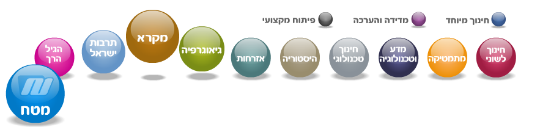 חינוך מיוחד
מדידה והערכה
פיתוח מקצועי
חינוך
לשוני
מתמטיקה
מדע
וטכנולוגיה
חינוך
טכנולוגי
היסטוריה
אזרחות
גיאוגרפיה
מקרא
תרבות
ישראל
הגיל
הרך
מטח